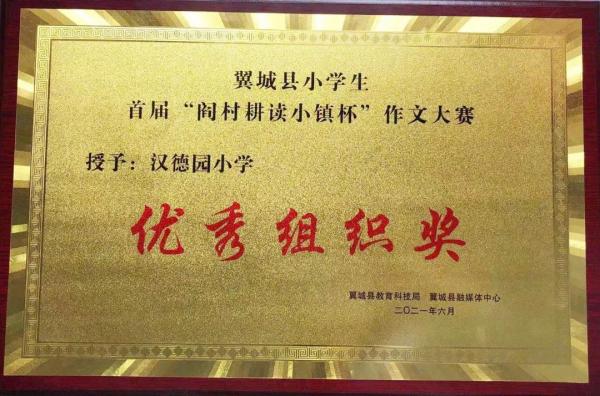 翼城县小学生
首届“阎村耕读小镇杯”作文大赛
授予：汉德园小学
优秀组织奖
翼城县教育科技局 翼城县融媒体中心
二〇二一年六月